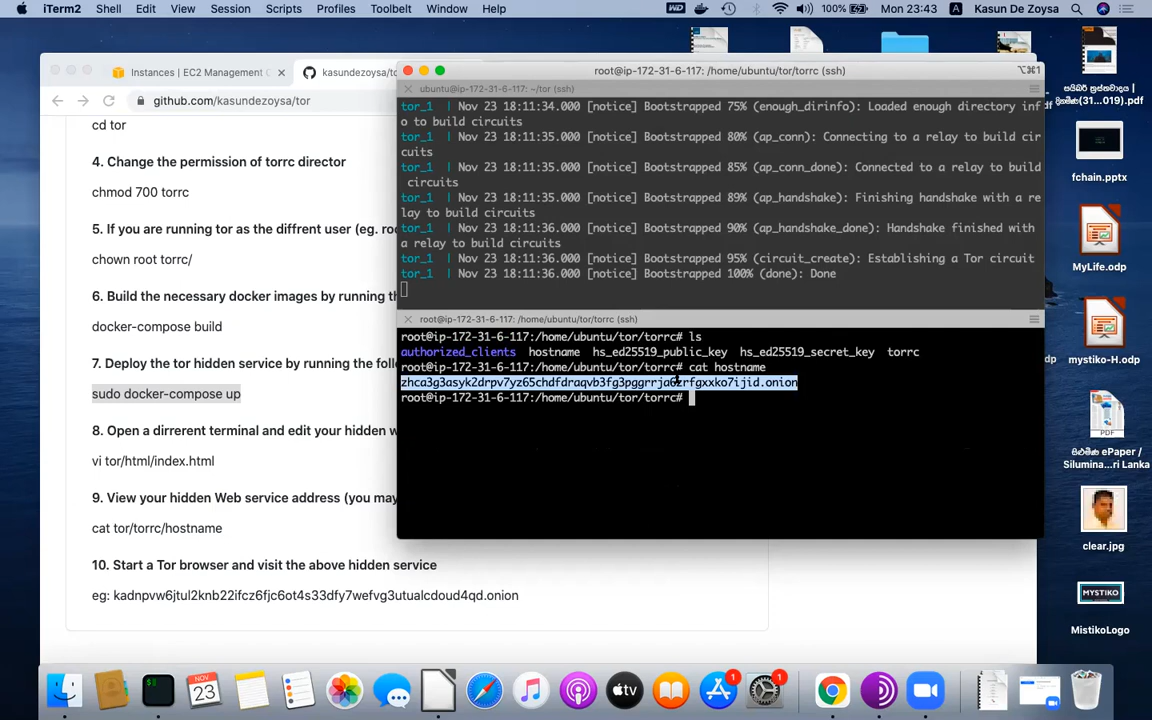 iTerm2 Shell Edit View Session Scripts Profiles Toolbelt Window Help
100% Mon 23:43 A Kasun De Zoysa
Instances | EC2 Management C
kasundezoysa/to
github.com/kasundezoysa/tor
cd tor
4. Change the permission of torrc director
chmod 700 torrc
5. If you are running tor as the diffrent user (eg. roo
chown root torrc/
6. Build the necessary docker images by running th
docker-compose build
7. Deploy the tor hidden service by running the foll
sudo docker-compose up
8. Open a dirrerent terminal and edit your hidden w
vi tor/html/index.html
9. View your hidden Web service address (you may
cat tor/torrc/hostname
10. Start a Tor browser and visit the above hidden service
eg: kadnpvw6jtul2knb22ifcz6fjc6ot4s33dfy7wefvg3utualcdoud4qd.onion
root@ip-172-31-6-117: /home/ubuntu/tor/torrc (ssh)
⌥⌘1
ubuntu@ip-172-31-6-117: ~/tor (ssh)
tor_1 | Nov 23 18:11:34.000 [notice] Bootstrapped 75% (enough_dirinfo): Loaded enough directory inf
o to build circuits
tor_1 | Nov 23 18:11:35.000 [notice] Bootstrapped 80% (ap_conn): Connecting to a relay to build cir
cuits
tor_1 | Nov 23 18:11:35.000 [notice] Bootstrapped 85% (ap_conn_done): Connected to a relay to build
circuits
tor_1 | Nov 23 18:11:35.000 [notice] Bootstrapped 89% (ap_handshake): Finishing handshake with a re
lay to build circuits
tor_1 | Nov 23 18:11:36.000 [notice] Bootstrapped 90% (ap_handshake_done): Handshake finished with
a relay to build circuits
tor_1 | Nov 23 18:11:36.000 [notice] Bootstrapped 95% (circuit_create): Establishing a Tor circuit
tor_1 | Nov 23 18:11:36.000 [notice] Bootstrapped 100% (done): Done
root@ip-172-31-6-117: /home/ubuntu/tor/torrc (ssh)
root@ip-172-31-6-117:/home/ubuntu/tor/torrc# ls
authorized_clients hostname hs_ed25519_public_key hs_ed25519_secret_key torrc
root@ip-172-31-6-117:/home/ubuntu/tor/torrc# cat hostname
root@ip-172-31-6-117:/home/ubuntu/tor/torrc#
fchain.pptx
MyLife.odp
mystiko-H.odp
PDF
ePaper /
Silumina...ri Lanka
clear.jpg
MYSTIKO
MistikoLogo
NOV
23
tv
1
1